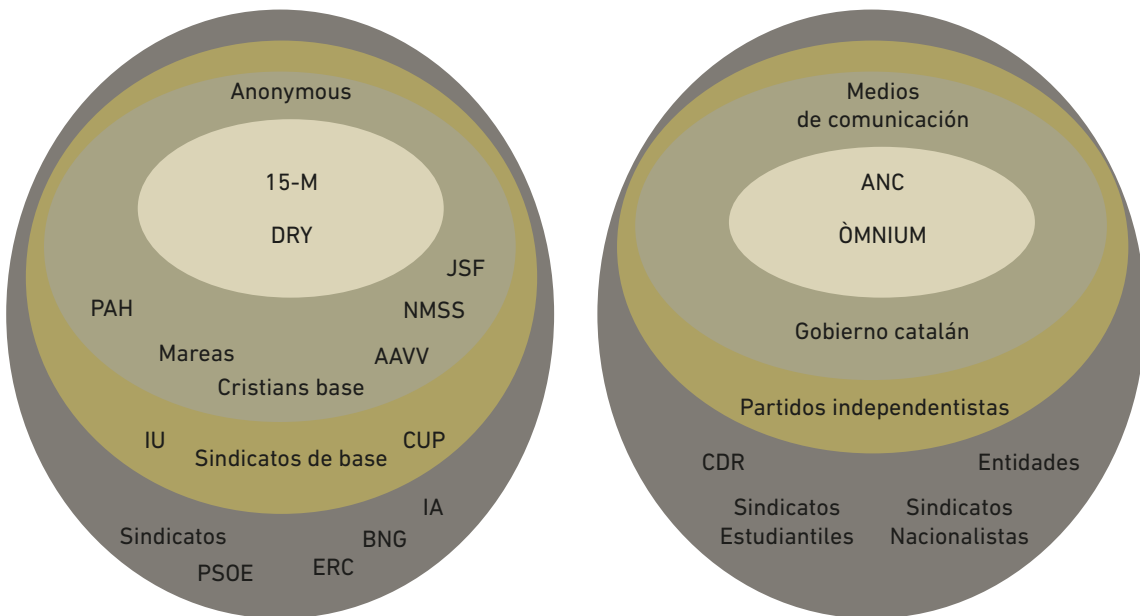 Anonymous
15-M
DRY
JSF
PAH
NMSS
Mareas
AAVV
Cristians base
IU
CUP
Sindicatos de base
IA
Sindicatos
BNG
ERC
PSOE
Medios
de comunicación
ANC
ÒMNIUM
Gobierno catalán
Partidos independentistas
CDR
Entidades
Sindicatos
Estudiantiles
Sindicatos
Nacionalistas